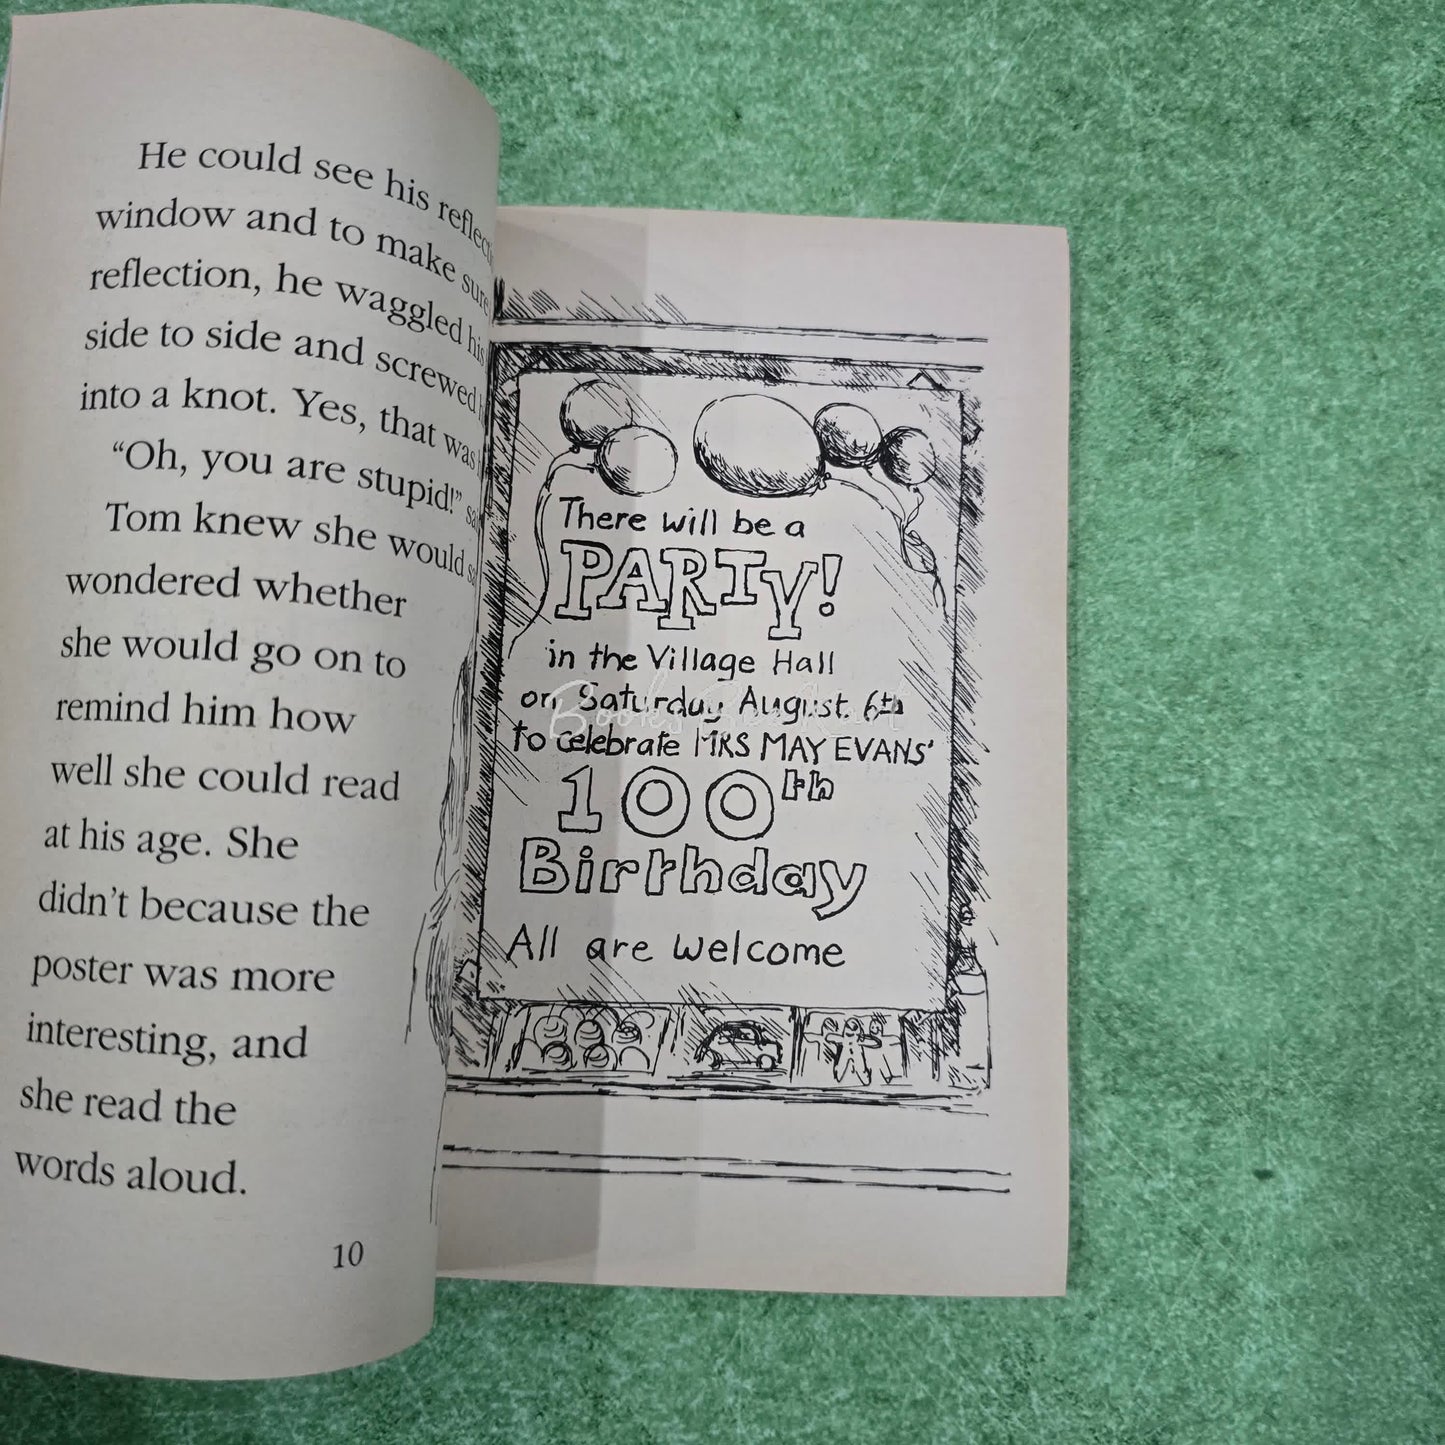 He could see his
window and to make sure
reflection, he waggled his
side to side and screwed
into a knot. Yes, that was
“Oh, you are stupid!”
Tom knew she would
wondered whether
she would go on to
remind him how
well she could read
at his age. She
didn’t because the
poster was more
interesting, and
she read the
words aloud.
10
There will be a
PARTY!
in the Village Hall
on Saturday August 6th
to celebrate MRS MAY EVANS’
100th
Birthday
All are welcome